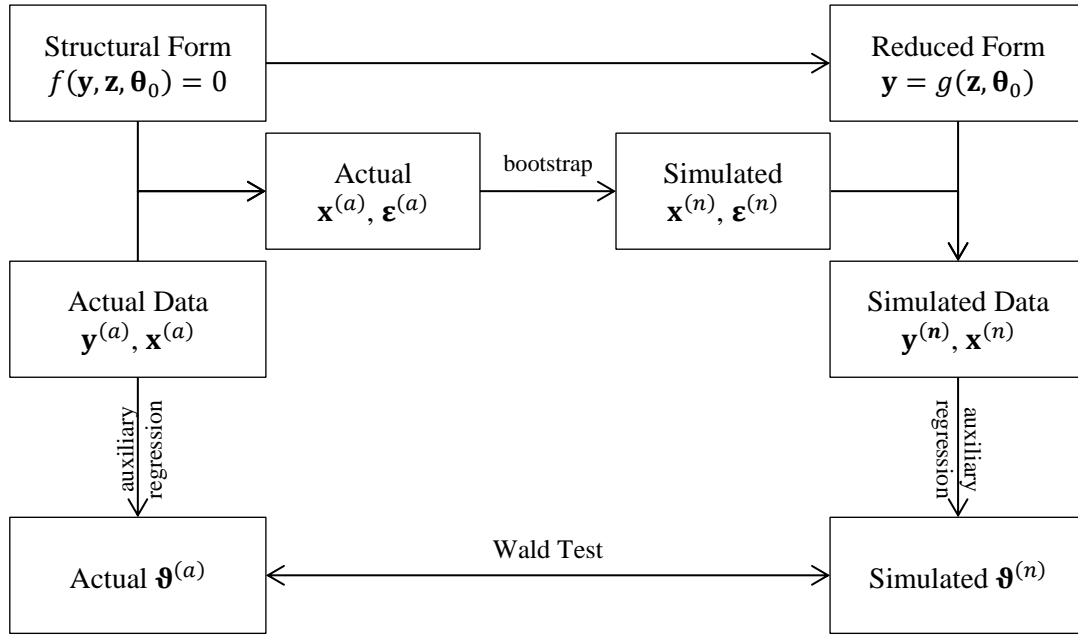 Structural Form
f(y, z, θ₀) = 0
Reduced Form
y = g(z, θ₀)
Actual
x⁽ᵃ⁾, ε⁽ᵃ⁾
bootstrap
Simulated
x⁽ⁿ⁾, ε⁽ⁿ⁾
Actual Data
y⁽ᵃ⁾, x⁽ᵃ⁾
Simulated Data
y⁽ⁿ⁾, x⁽ⁿ⁾
auxiliary
regression
auxiliary
regression
Actual ϑ⁽ᵃ⁾
Wald Test
Simulated ϑ⁽ⁿ⁾